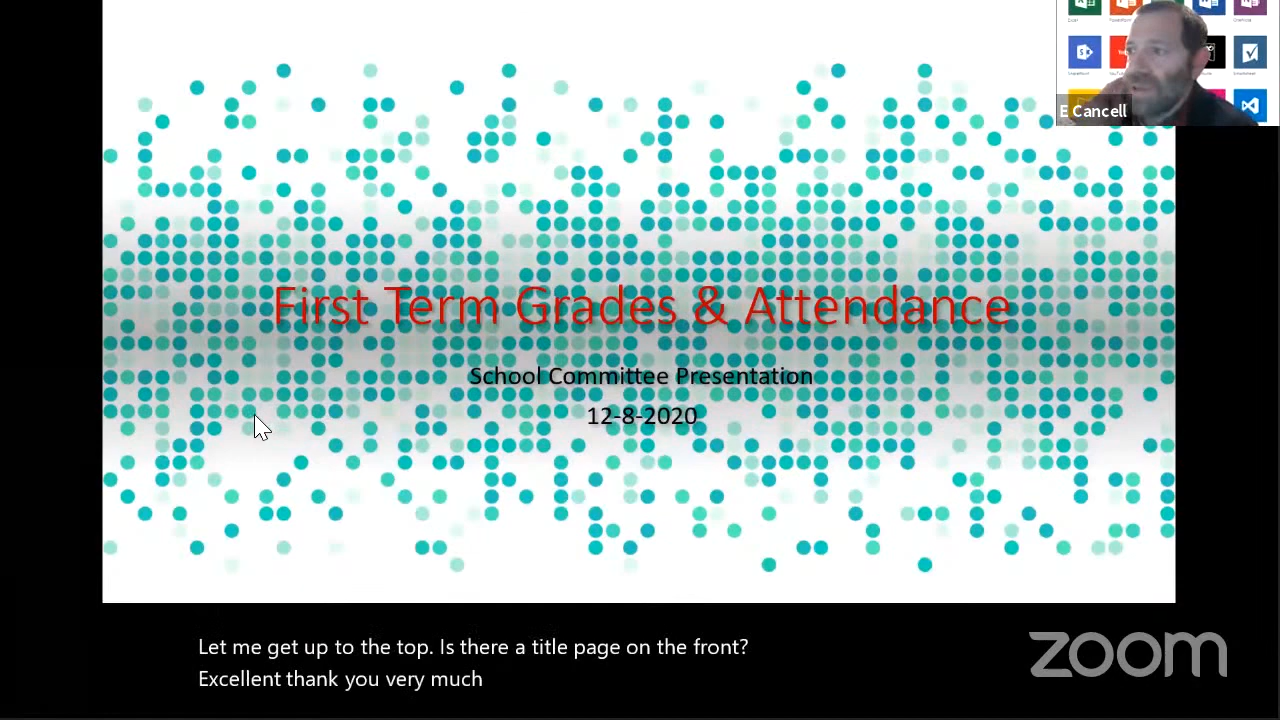 E Cancell
First Term Grades & Attendance
School Committee Presentation
12-8-2020
Let me get up to the top. Is there a title page on the front?
Excellent thank you very much
zoom